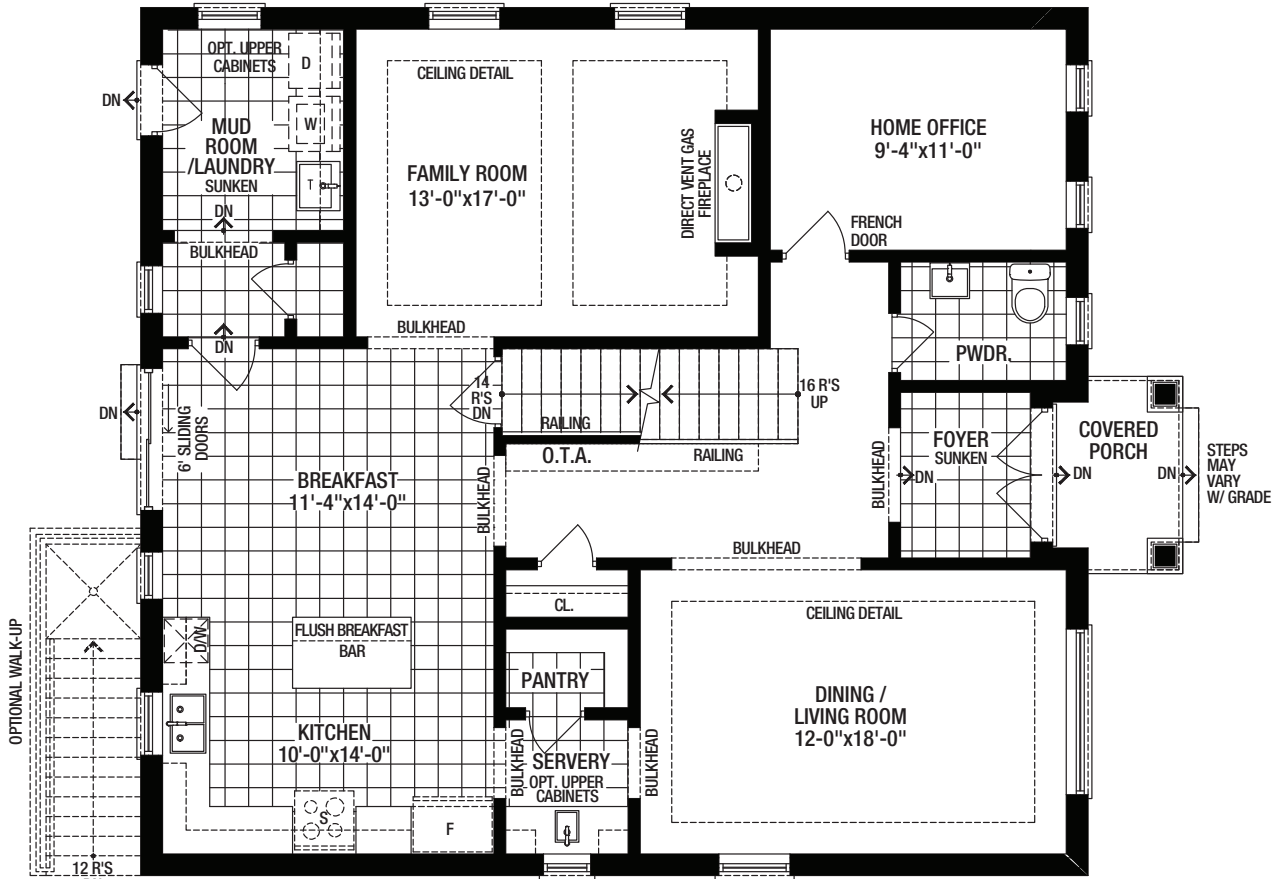 OPT. UPPER
CABINETS
D
W
T
DN
MUD
ROOM
/LAUNDRY
SUNKEN
DN
BULKHEAD
DN
CEILING DETAIL
FAMILY ROOM
13'-0"x17'-0"
DIRECT VENT GAS
FIREPLACE
BULKHEAD
HOME OFFICE
9'-4"x11'-0"
FRENCH
DOOR
PWDR.
14
R'S
DN
16 R'S
UP
RAILING
RAILING
O.T.A.
DN
6' SLIDING
DOORS
BREAKFAST
11'-4"x14'-0"
BULKHEAD
BULKHEAD
FOYER
SUNKEN
DN
DN
COVERED
PORCH
DN
STEPS
MAY
VARY
W/ GRADE
BULKHEAD
CL.
PANTRY
FLUSH BREAKFAST
BAR
D/W
KITCHEN
10'-0"x14'-0"
S
F
BULKHEAD
SERVERY
OPT. UPPER
CABINETS
BULKHEAD
CEILING DETAIL
DINING /
LIVING ROOM
12-0"x18'-0"
OPTIONAL WALK-UP
12 R'S